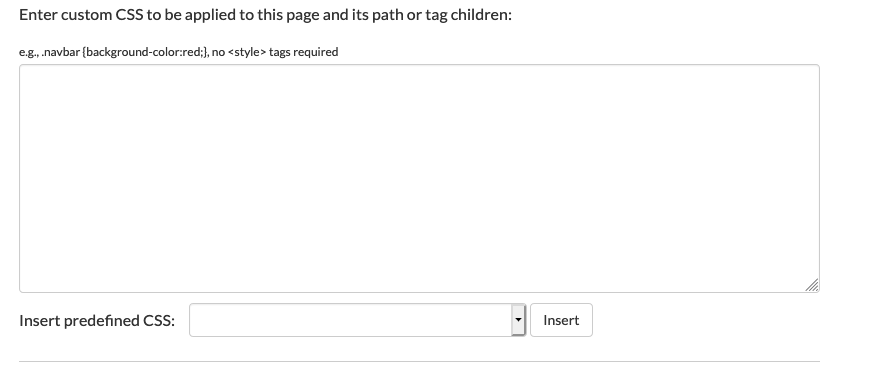 Enter custom CSS to be applied to this page and its path or tag children:
e.g., .navbar {background-color:red;}, no <style> tags required
Insert predefined CSS:
Insert